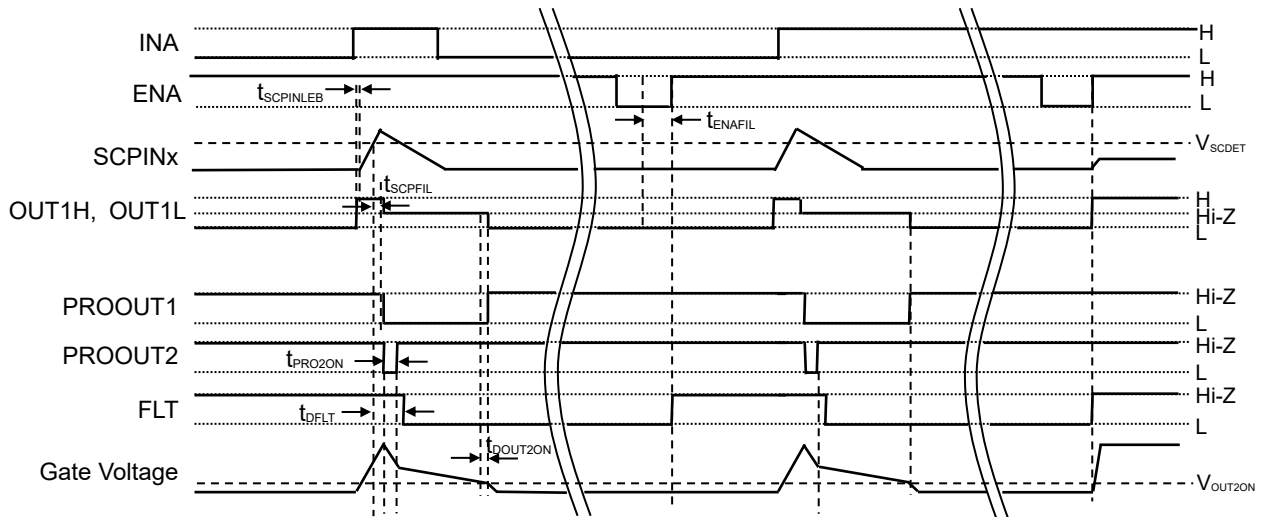 INA
H
L
ENA
H
L
tSCPINLEB
tENAFIL
SCPINx
VSCDET
tSCPFIL
OUT1H, OUT1L
H
Hi-Z
L
PROOUT1
Hi-Z
L
PROOUT2
Hi-Z
L
tPRO2ON
FLT
Hi-Z
L
tDFLT
tDOUT2ON
Gate Voltage
VOUT2ON